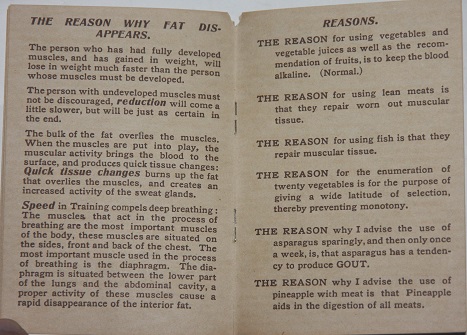 THE REASON WHY FAT DIS-
APPEARS.
The person who has had fully developed
muscles, and has gained in weight, will
lose in weight much faster than the person
whose muscles must be developed.
The person with undeveloped muscles must
not be discouraged, reduction will come a
little slower, but will be just as certain in
the end.
The bulk of the fat overlies the muscles.
When the muscles are put into play, the
muscular activity brings the blood to the
surface, and produces quick tissue changes:
Quick tissue changes burns up the fat
that overlies the muscles, and creates an
increased activity of the sweat glands.
Speed in Training compels deep breathing:
The muscles that act in the process of
breathing are the most important muscles
of the body, these muscles are situated on
the sides, front and back of the chest. The
most important muscle used in the process
of breathing is the diaphragm. The dia-
phragm is situated between the lower part
of the lungs and the abdominal cavity, a
proper activity of these muscles cause a
rapid disappearance of the interior fat.
REASONS.
THE REASON for using vegetables and
vegetable juices as well as the recom-
mendation of fruits, is to keep the blood
alkaline. (Normal.)
THE REASON for using lean meats is
that they repair worn out muscular
tissue.
THE REASON for using fish is that they
repair muscular tissue.
THE REASON for the enumeration of
twenty vegetables is for the purpose of
giving a wide latitude of selection,
thereby preventing monotony.
THE REASON why I advise the use of
asparagus sparingly, and then only once
a week, is, that asparagus has a tenden-
cy to produce GOUT.
THE REASON why I advise the use of
pineapple with meat is that Pineapple
aids in the digestion of all meats.